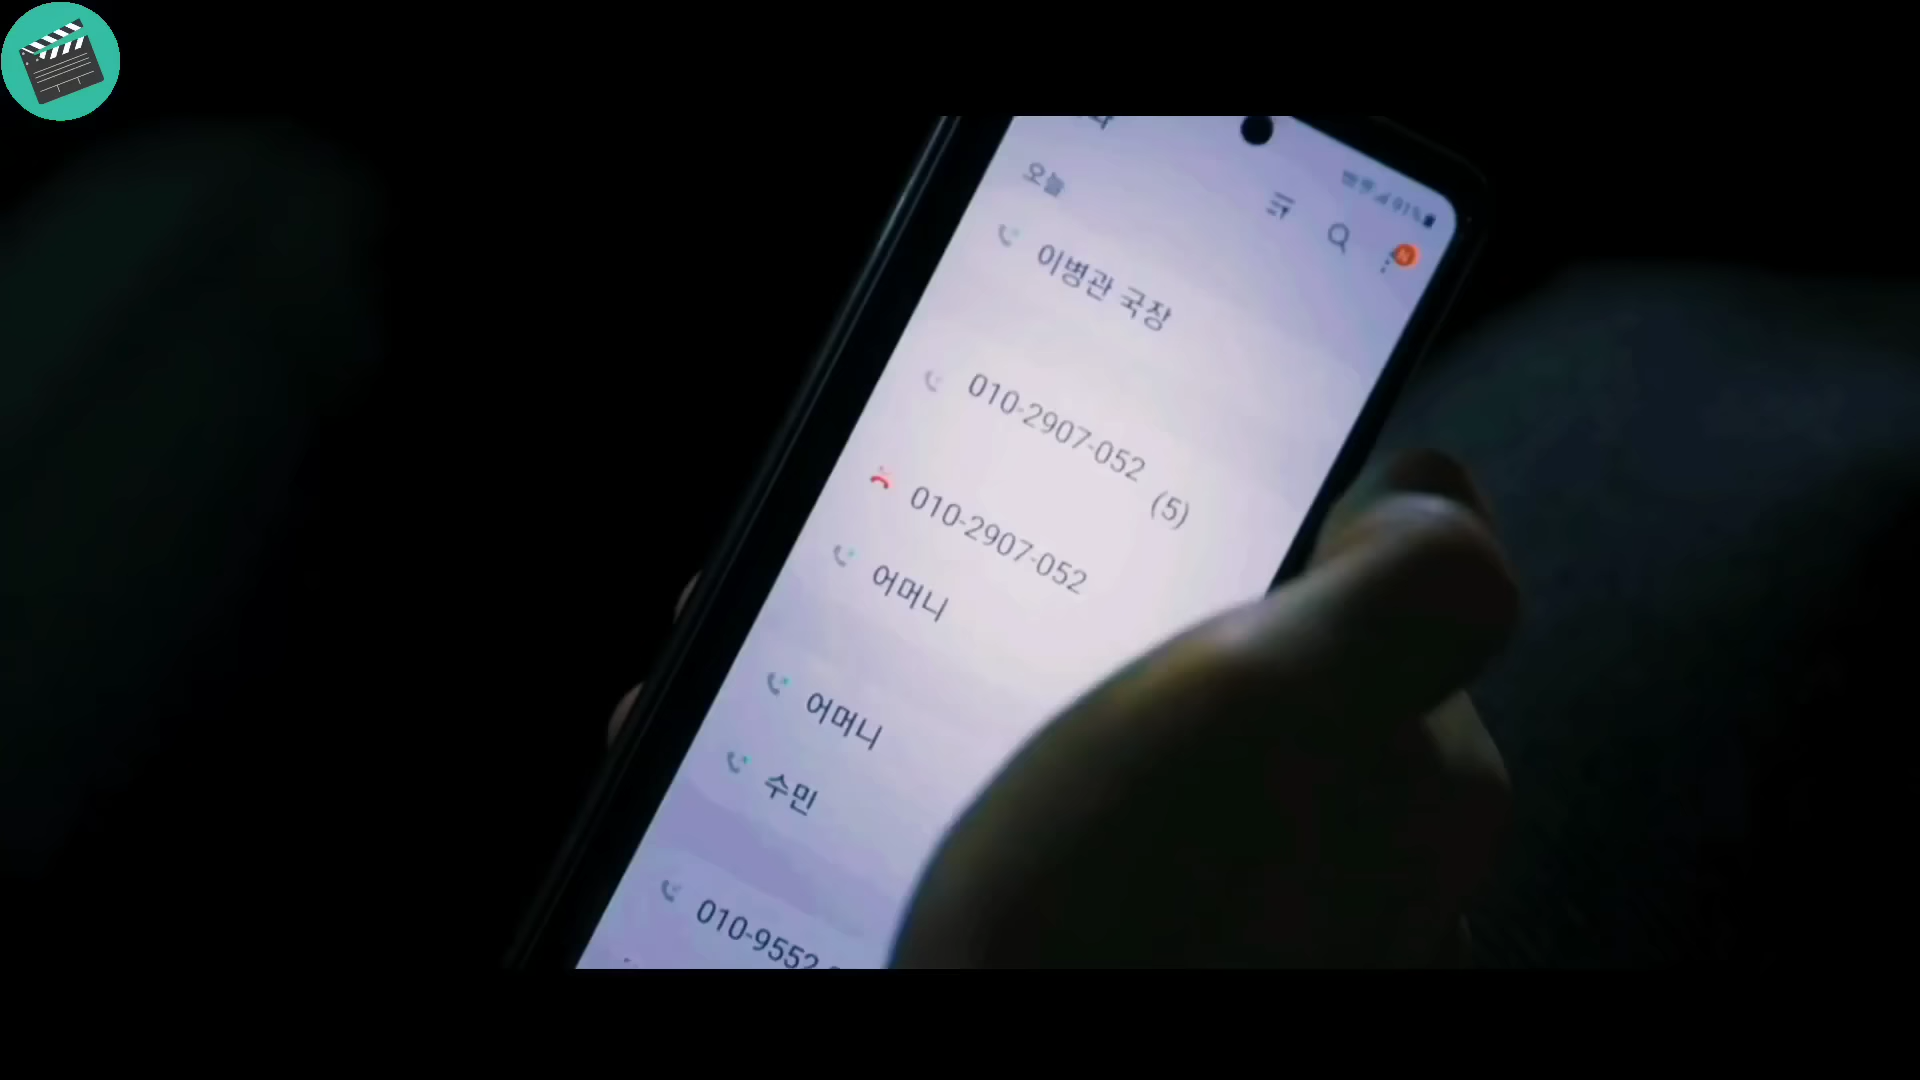 오늘
91%
N
이병관 국장
010-2907-052 (5)
010-2907-052
어머니
어머니
수민
010-9552